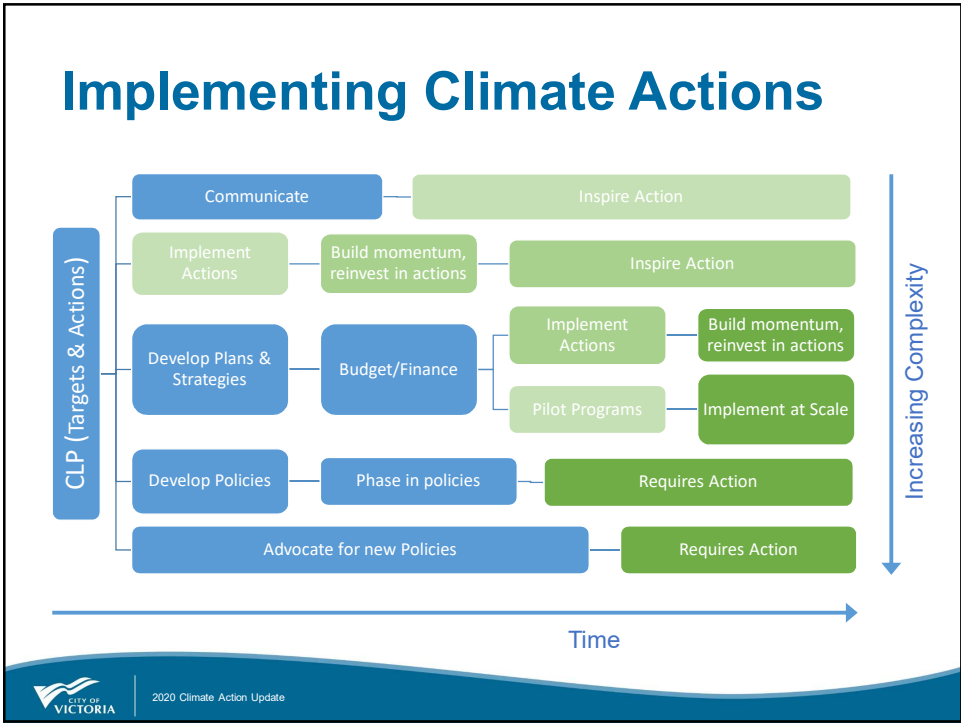 Implementing Climate Actions
CLP (Targets & Actions)
Communicate
Inspire Action
Implement
Actions
Build momentum,
reinvest in actions
Inspire Action
Develop Plans &
Strategies
Budget/Finance
Implement
Actions
Build momentum,
reinvest in actions
Pilot Programs
Implement at Scale
Develop Policies
Phase in policies
Requires Action
Advocate for new Policies
Requires Action
Increasing Complexity
Time
CITY OF
VICTORIA
2020 Climate Action Update